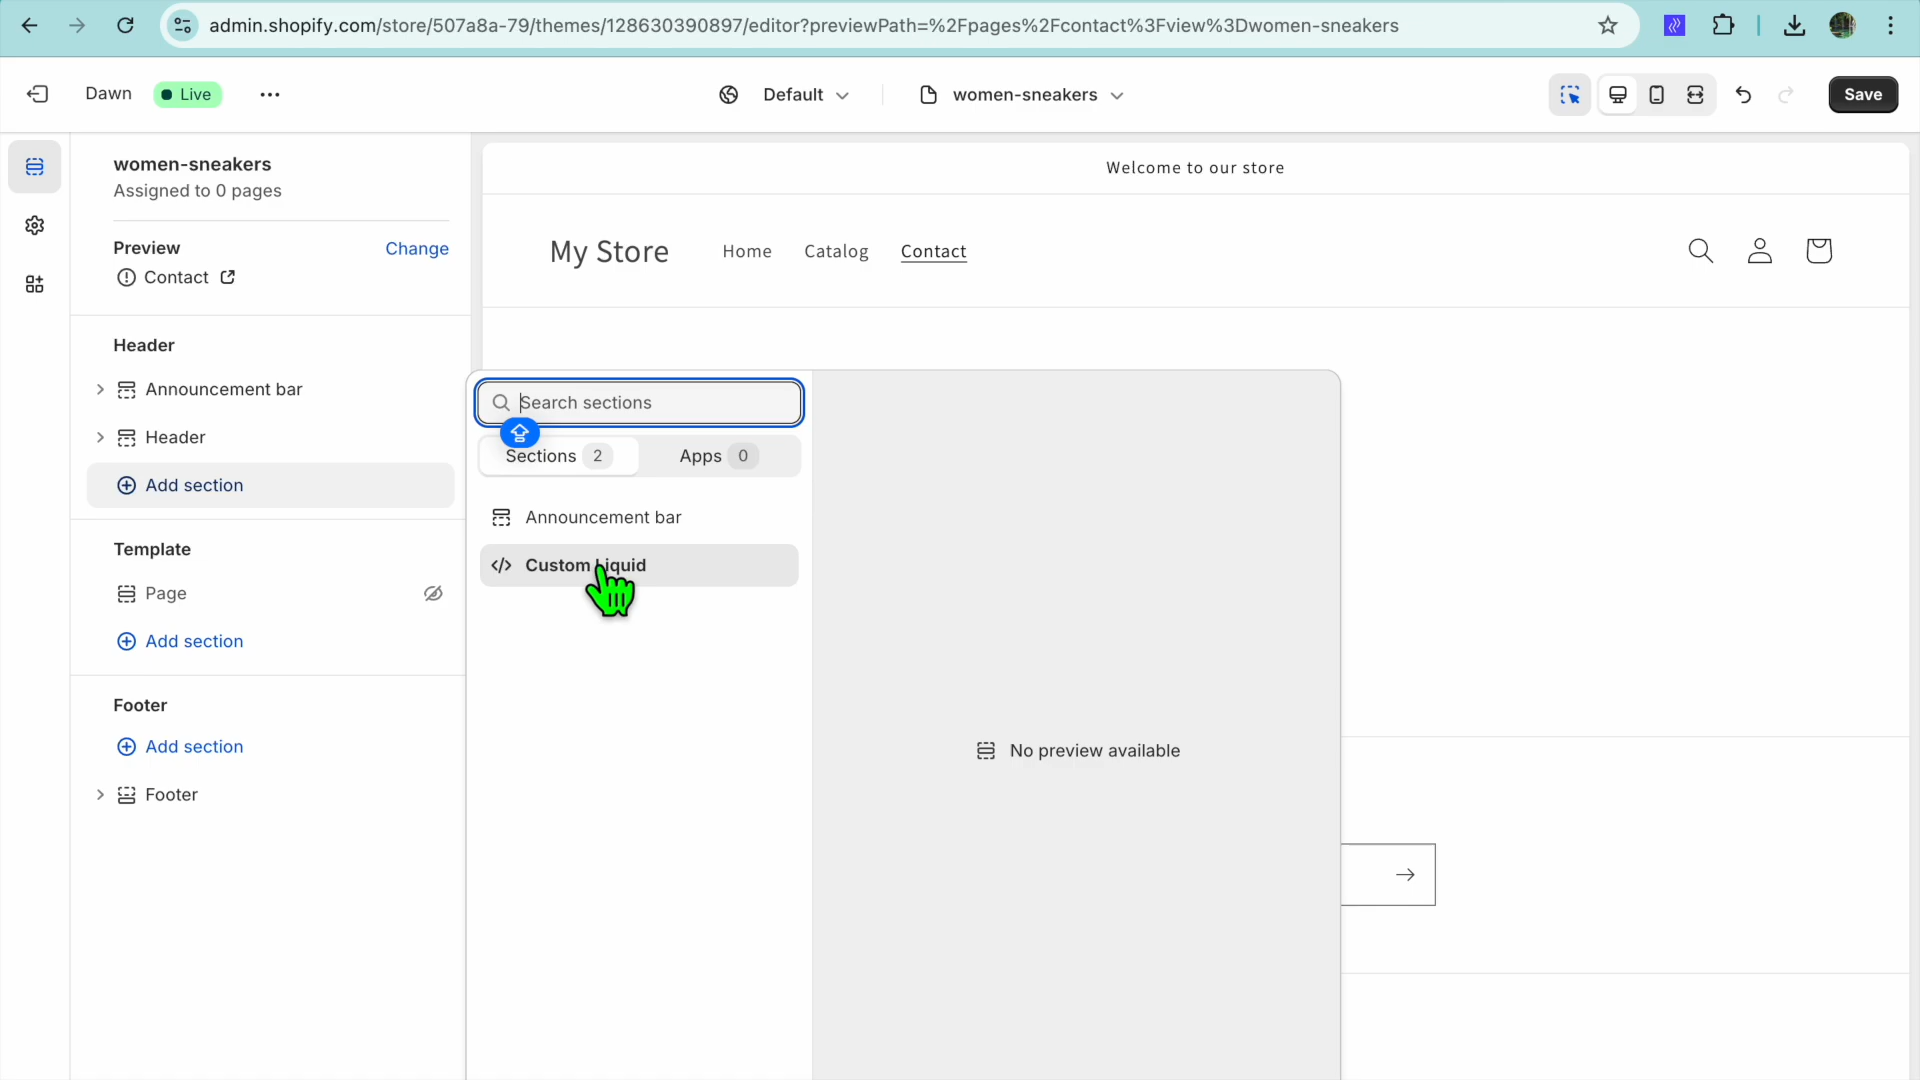 admin.shopify.com/store/507a8a-79/themes/128630390897/editor?previewPath=%2Fpages%2Fcontact%3Fview%3Dwomen-sneakers
Dawn
Live
Default
women-sneakers
Save
women-sneakers
Assigned to 0 pages
Preview
Change
Contact
Header
Announcement bar
Header
Add section
Template
Page
Add section
Footer
Add section
Footer
Welcome to our store
My Store
Home
Catalog
Contact
Search sections
Sections 2
Apps 0
Announcement bar
Custom Liquid
No preview available